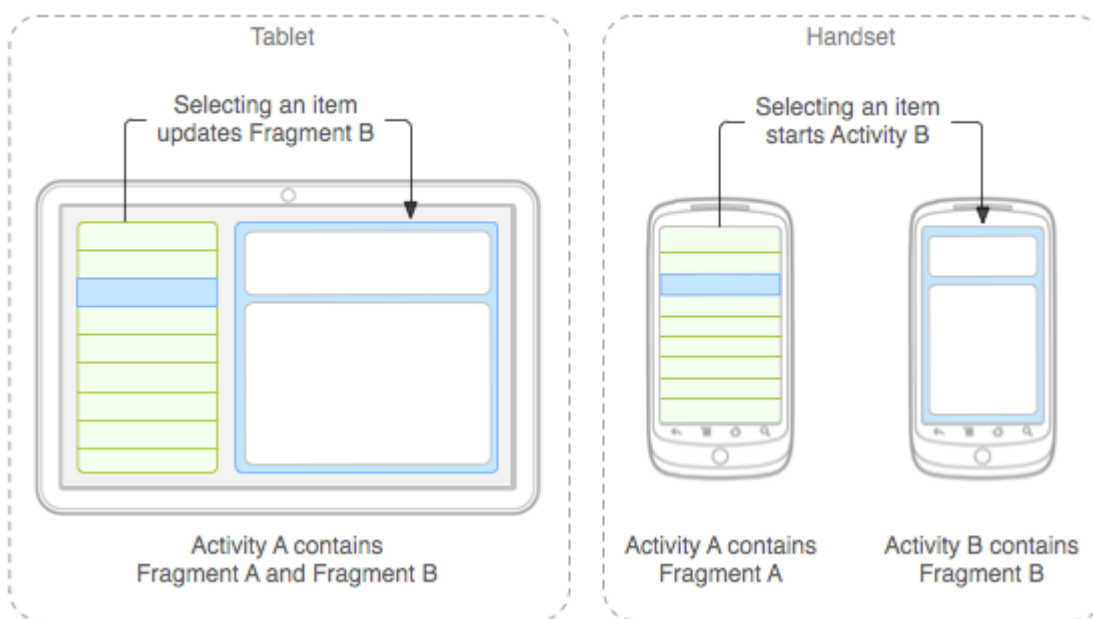 Tablet
Selecting an item
updates Fragment B
Activity A contains
Fragment A and Fragment B
Handset
Selecting an item
starts Activity B
Activity A contains
Fragment A
Activity B contains
Fragment B